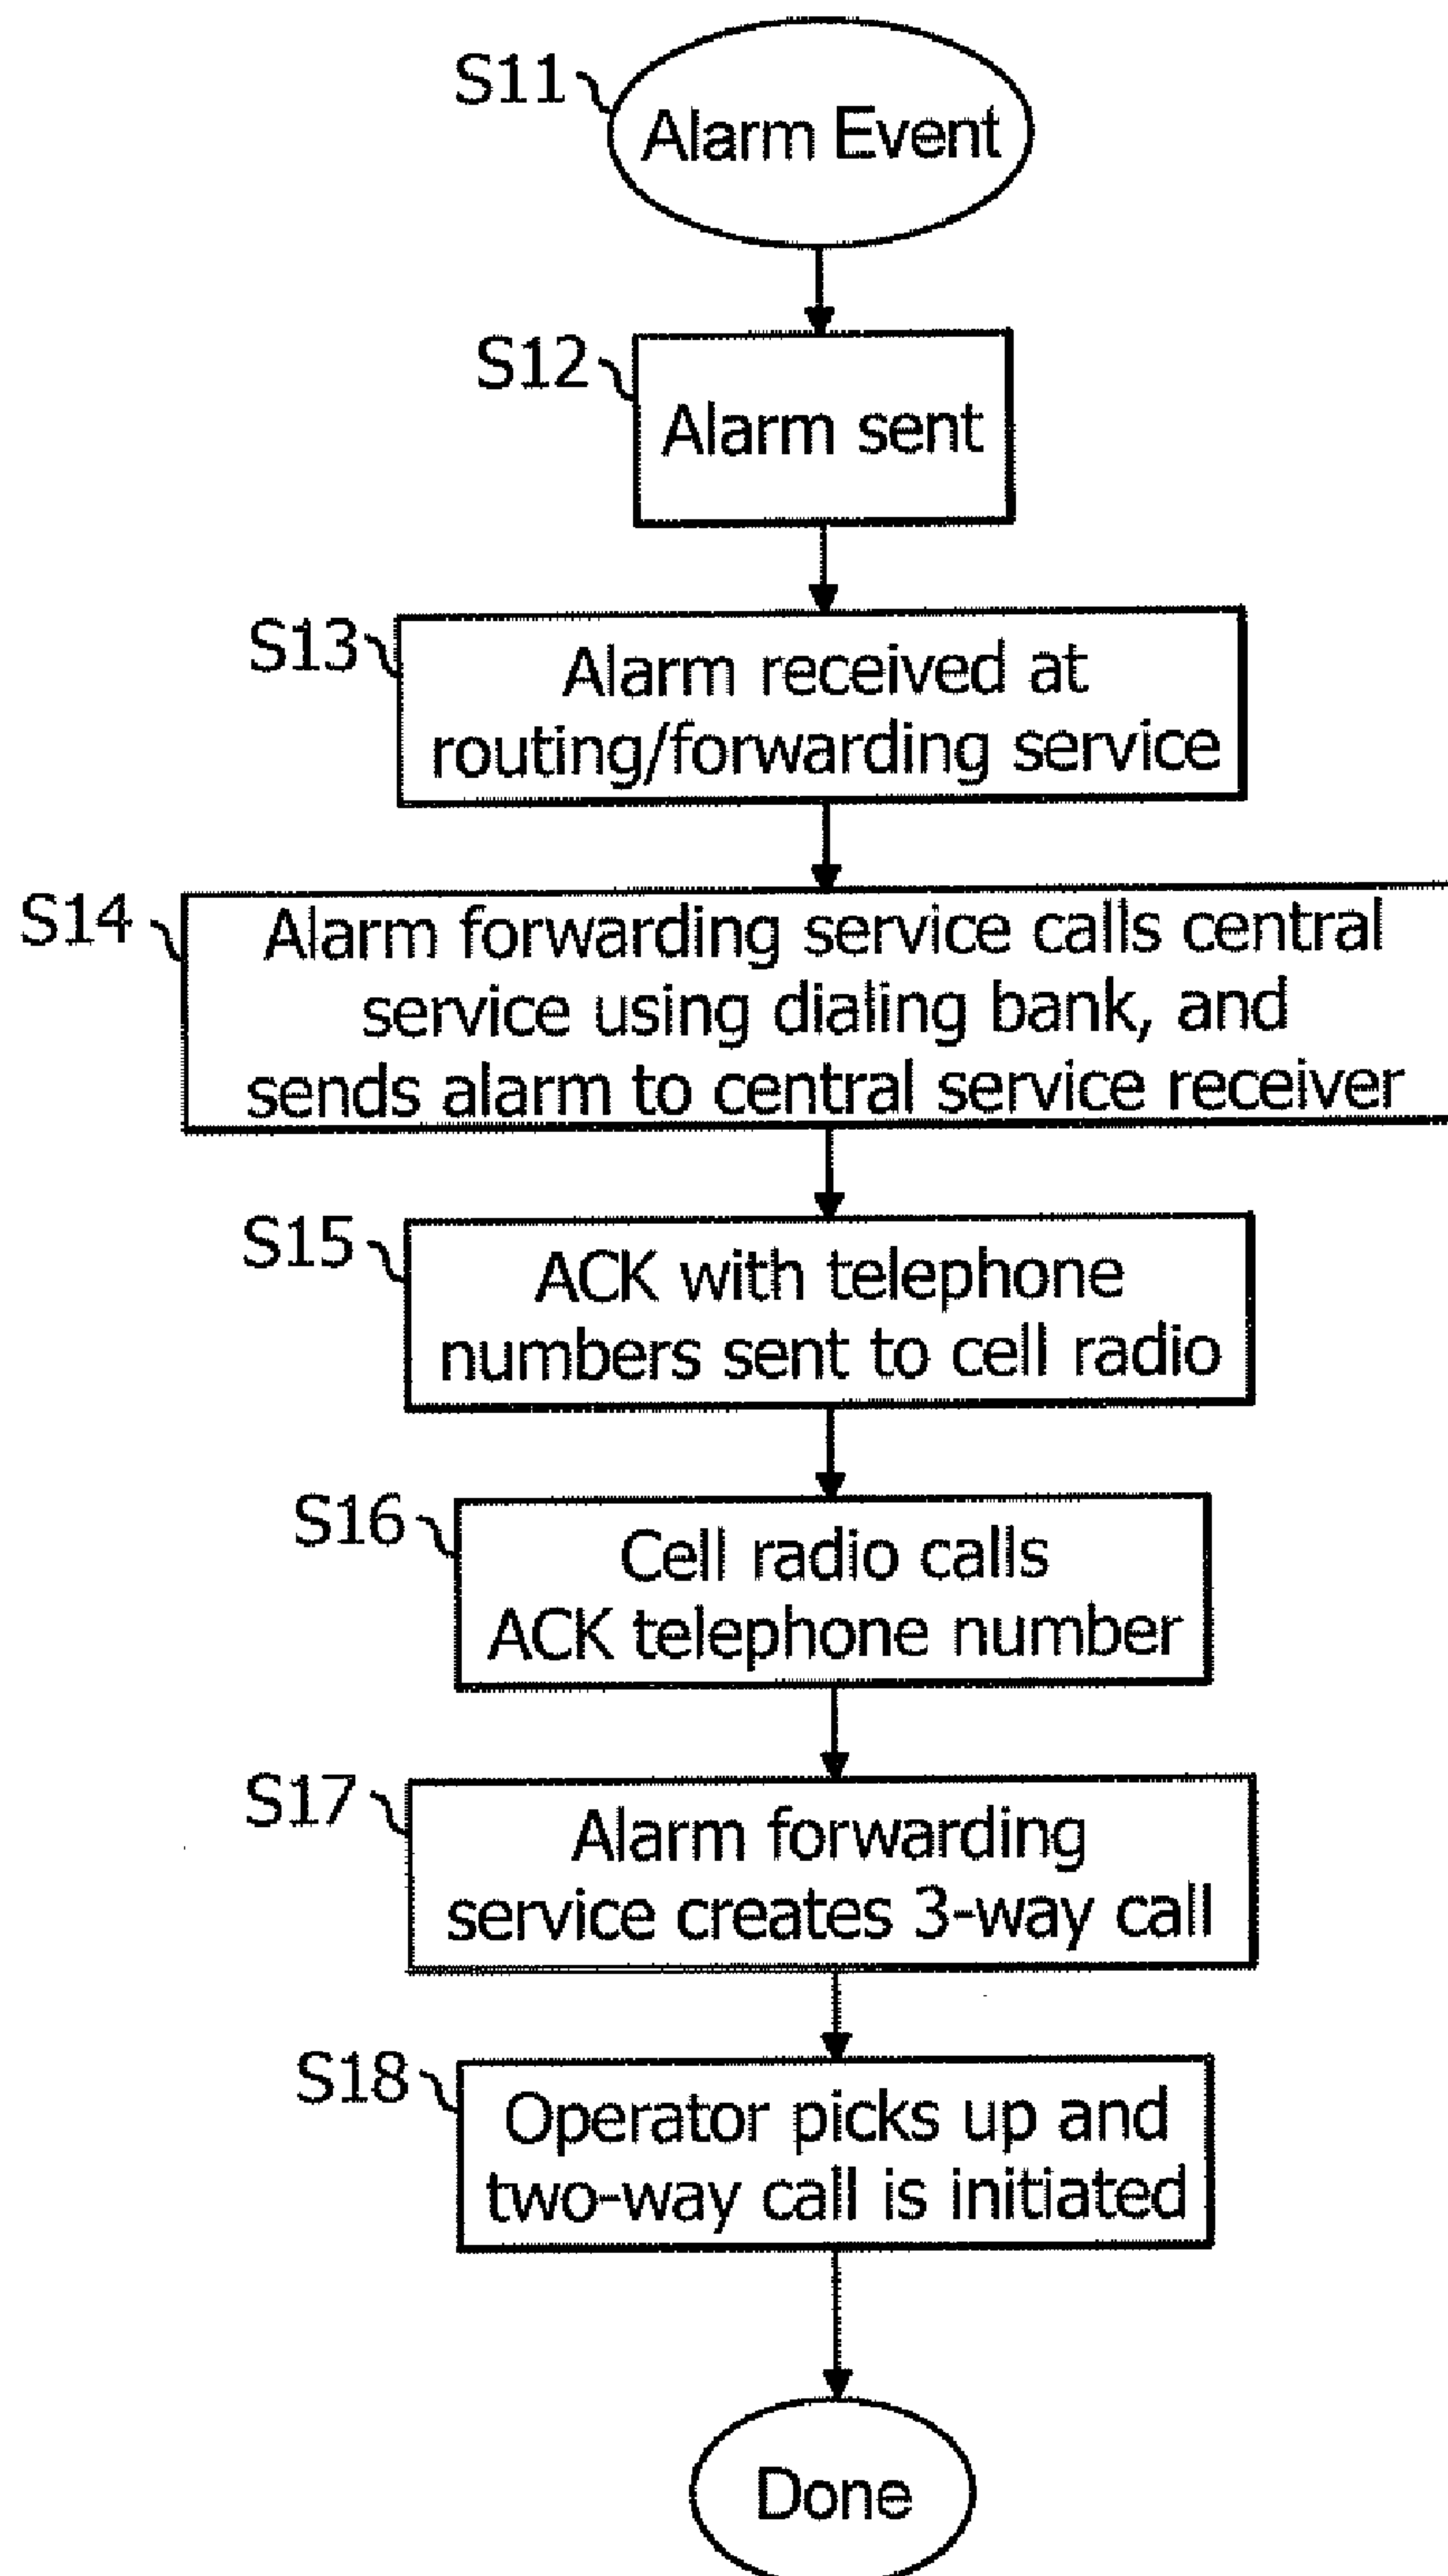 S11
Alarm Event
S12
Alarm sent
S13
Alarm received at
routing/forwarding service
S14
Alarm forwarding service calls central
service using dialing bank, and
sends alarm to central service receiver
S15
ACK with telephone
numbers sent to cell radio
S16
Cell radio calls
ACK telephone number
S17
Alarm forwarding
service creates 3-way call
S18
Operator picks up and
two-way call is initiated
Done